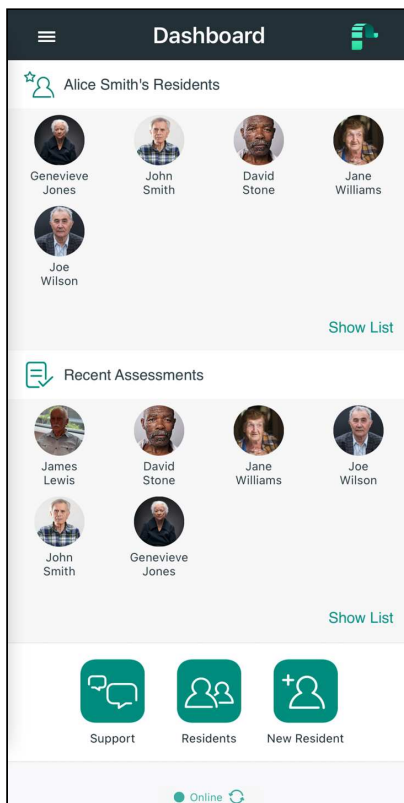 Dashboard
Alice Smith's Residents
Genevieve Jones
John Smith
David Stone
Jane Williams
Joe Wilson
Show List
Recent Assessments
James Lewis
David Stone
Jane Williams
Joe Wilson
John Smith
Genevieve Jones
Show List
Support
Residents
New Resident
Online